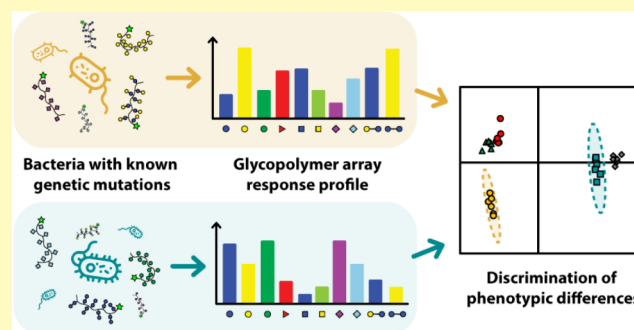 Bacteria with known
genetic mutations
Glycopolymer array
response profile
Discrimination of
phenotypic differences